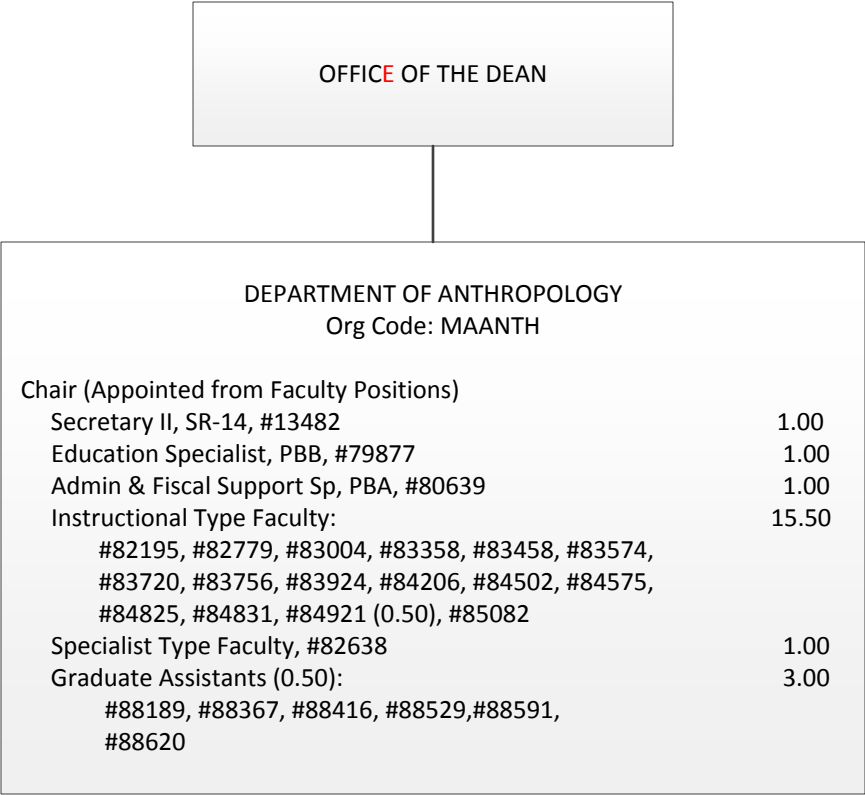 OFFICE OF THE DEAN
DEPARTMENT OF ANTHROPOLOGY
Org Code: MAANTH
Chair (Appointed from Faculty Positions)
Secretary II, SR-14, #13482 1.00
Education Specialist, PBB, #79877 1.00
Admin & Fiscal Support Sp, PBA, #80639 1.00
Instructional Type Faculty: 15.50
#82195, #82779, #83004, #83358, #83458, #83574,
#83720, #83756, #83924, #84206, #84502, #84575,
#84825, #84831, #84921 (0.50), #85082
Specialist Type Faculty, #82638 1.00
Graduate Assistants (0.50): 3.00
#88189, #88367, #88416, #88529,#88591,
#88620